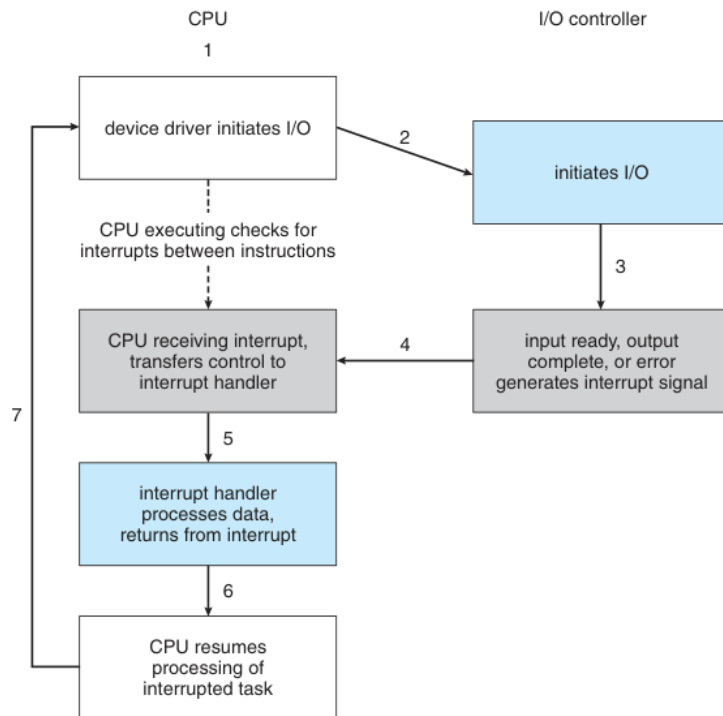 CPU
I/O controller
1
device driver initiates I/O
2
initiates I/O
CPU executing checks for
interrupts between instructions
3
CPU receiving interrupt,
transfers control to
interrupt handler
4
input ready, output
complete, or error
generates interrupt signal
7
5
interrupt handler
processes data,
returns from interrupt
6
CPU resumes
processing of
interrupted task